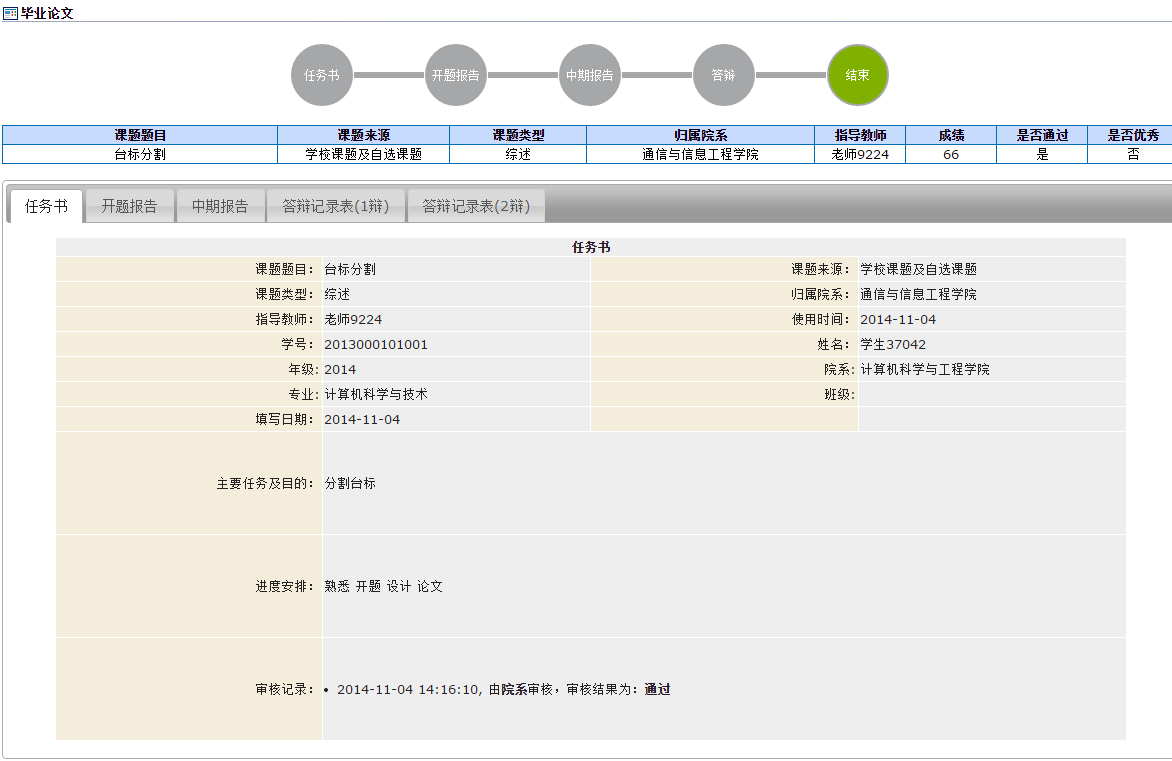 毕业论文
任务书 开题报告 中期报告 答辩 结束
课题题目 课题来源 课题类型 归属院系 指导教师 成绩 是否通过 是否优秀
台标分割 学校课题及自选课题 综述 通信与信息工程学院 老师9224 66 是 否
任务书 开题报告 中期报告 答辩记录表(1辩) 答辩记录表(2辩)
任务书
课题题目： 台标分割 课题来源： 学校课题及自选课题
课题类型： 综述 归属院系： 通信与信息工程学院
指导教师： 老师9224 使用时间： 2014-11-04
学号： 2013000101001 姓名： 学生37042
年级: 2014 院系: 计算机科学与工程学院
专业: 计算机科学与技术 班级:
填写日期： 2014-11-04
主要任务及目的： 分割台标
进度安排： 熟悉 开题 设计 论文
审核记录： • 2014-11-04 14:16:10, 由院系审核，审核结果为：通过